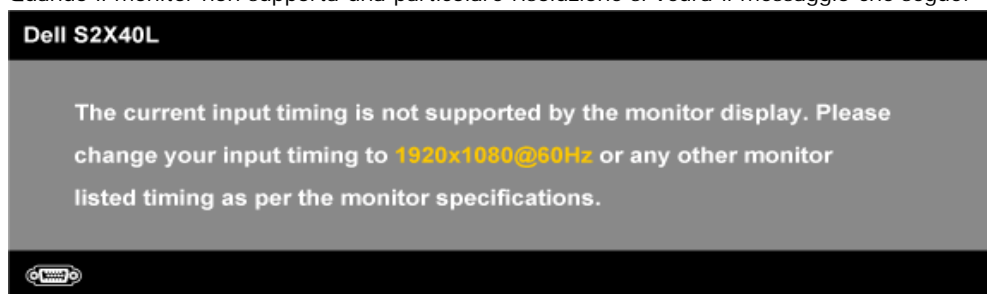 Dell S2X40L
The current input timing is not supported by the monitor display. Please
change your input timing to 1920x1080@60Hz or any other monitor
listed timing as per the monitor specifications.